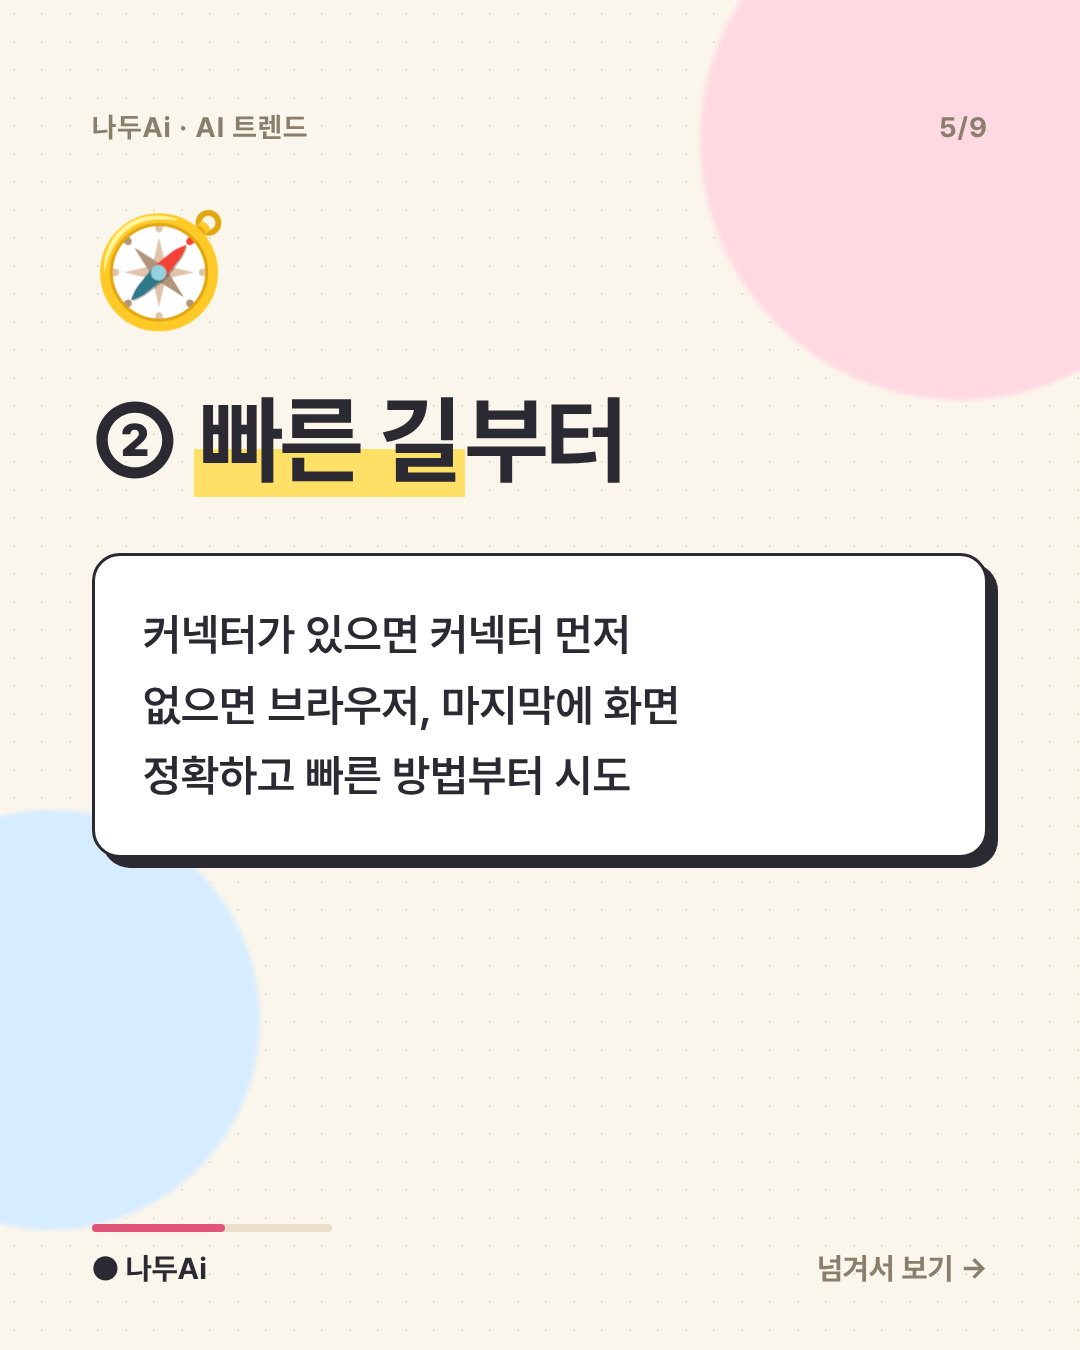 나두Ai · AI 트렌드
5/9
② 빠른 길부터
커넥터가 있으면 커넥터 먼저
없으면 브라우저, 마지막에 화면
정확하고 빠른 방법부터 시도
● 나두Ai
넘겨서 보기 →